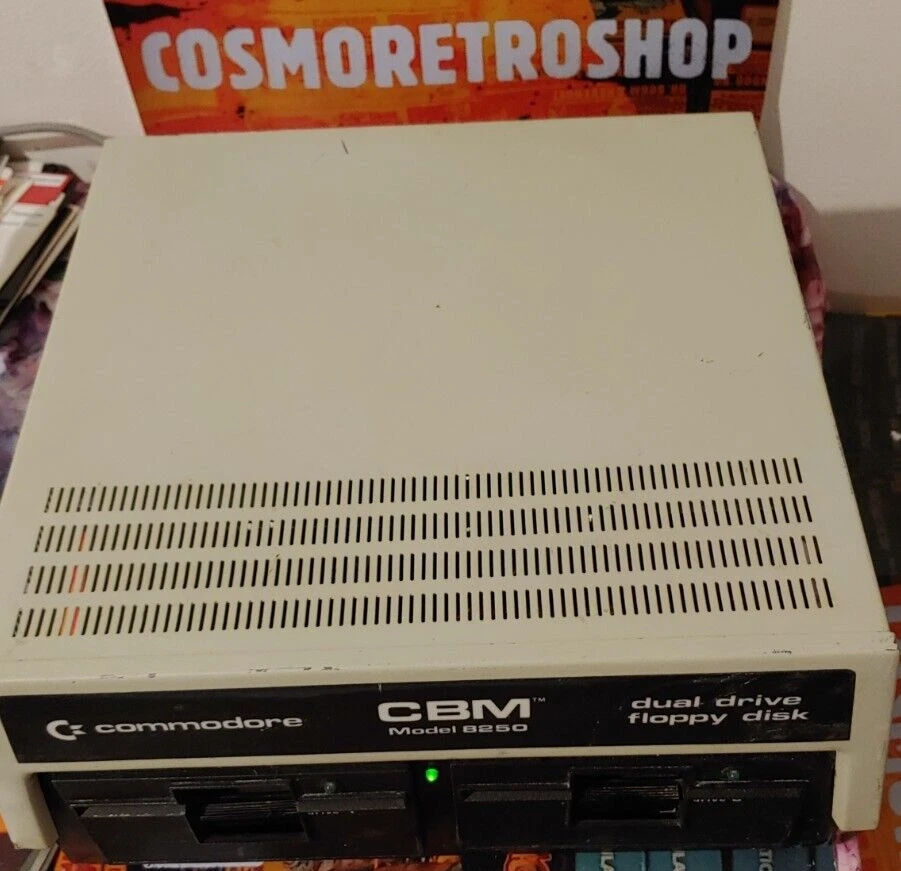 COSMORETROSHOP
commodore
CBM™
Model 8250
dual drive
floppy disk